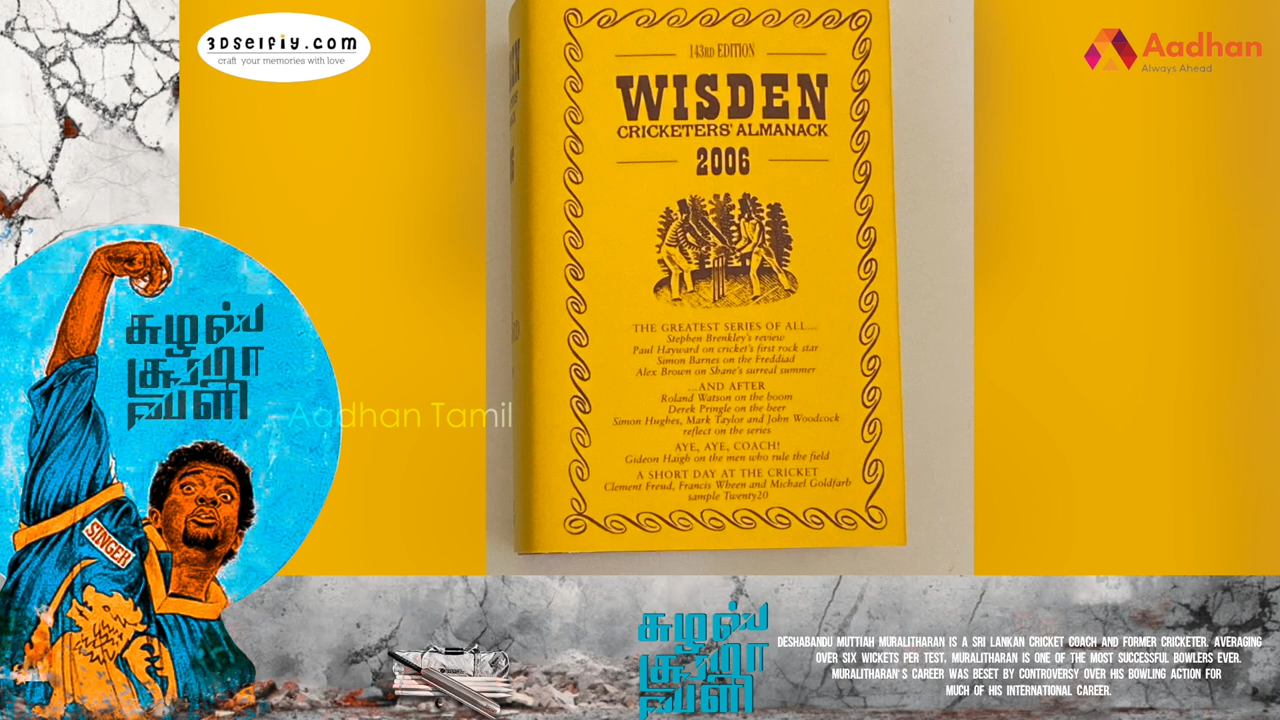 3Dselfiy.com
craft your memories with love
Aadhan
Always Ahead
143RD EDITION
WISDEN
CRICKETERS' ALMANACK
2006
THE GREATEST SERIES OF ALL...
Stephen Brenkley's review
Paul Hayward on cricket's first rock star
Simon Barnes on the Freddiad
Alex Brown on Shane's surreal summer
...AND AFTER
Roland Watson on the boom
Derek Pringle on the beer
Simon Hughes, Mark Taylor and John Woodcock
reflect on the series
AYE, AYE, COACH!
Gideon Haigh on the men who rule the field
A SHORT DAY AT THE CRICKET
Clement Freud, Francis Wheen and Michael Goldfarb
sample Twenty20
சுழல்
சூறா
வளி
Aadhan Tamil
SINGER
சுழல்
சூறா
வளி
DESHABANDU MUTTIAH MURALITHARAN IS A SRI LANKAN CRICKET COACH AND FORMER CRICKETER. AVERAGING
OVER SIX WICKETS PER TEST, MURALITHARAN IS ONE OF THE MOST SUCCESSFUL BOWLERS EVER.
MURALITHARAN'S CAREER WAS BESET BY CONTROVERSY OVER HIS BOWLING ACTION FOR
MUCH OF HIS INTERNATIONAL CAREER.